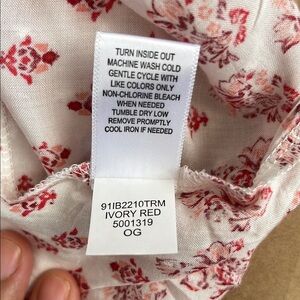 TURN INSIDE OUT
MACHINE WASH COLD
GENTLE CYCLE WITH
LIKE COLORS ONLY
NON-CHLORINE BLEACH
WHEN NEEDED
TUMBLE DRY LOW
REMOVE PROMPTLY
COOL IRON IF NEEDED
91IB2210TRM
IVORY RED
5001319
OG